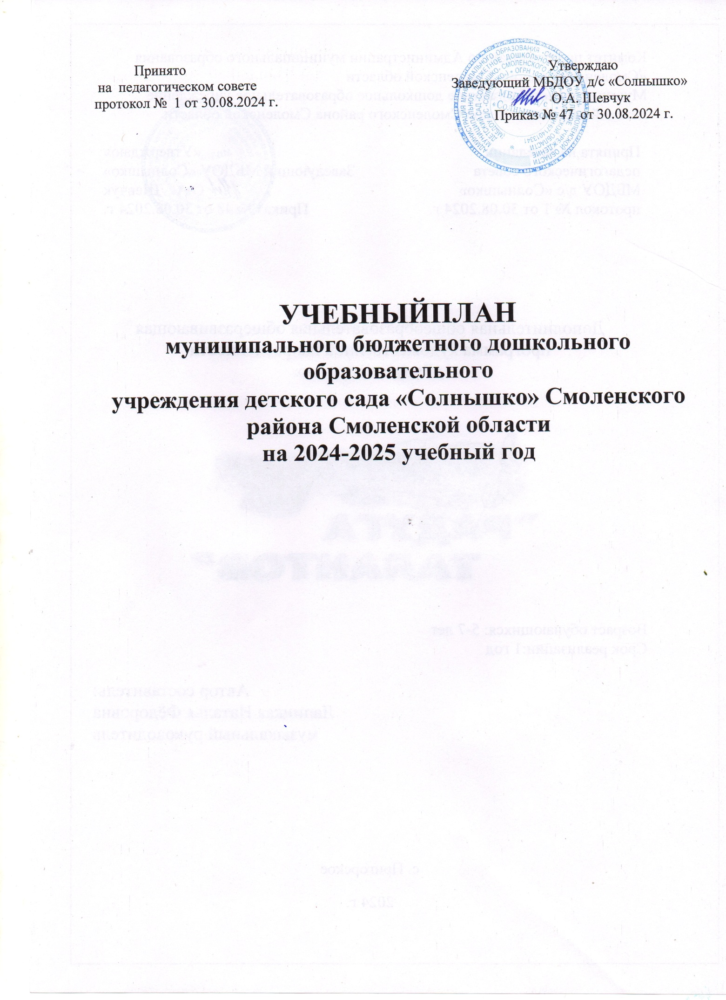 Принято
на педагогическом совете
протокол № 1 от 30.08.2024 г.
Утверждаю
Заведующий МБДОУ д/с «Солнышко»
О.А. Шевчук
Приказ № 47 от 30.08.2024 г.
УЧЕБНЫЙПЛАН
муниципального бюджетного дошкольного
образовательного
учреждения детского сада «Солнышко» Смоленского
района Смоленской области
на 2024-2025 учебный год